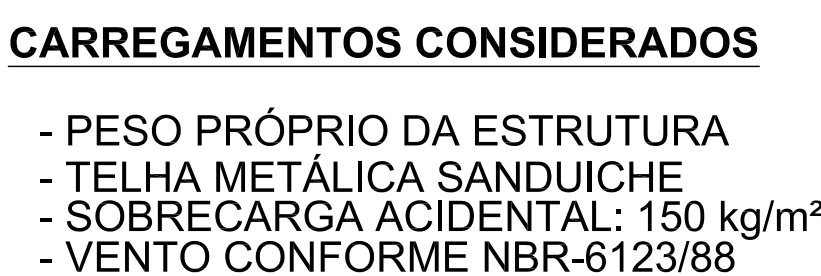 CARREGAMENTOS CONSIDERADOS
- PESO PRÓPRIO DA ESTRUTURA
- TELHA METÁLICA SANDUICHE
- SOBRECARGA ACIDENTAL: 150 kg/m²
- VENTO CONFORME NBR-6123/88